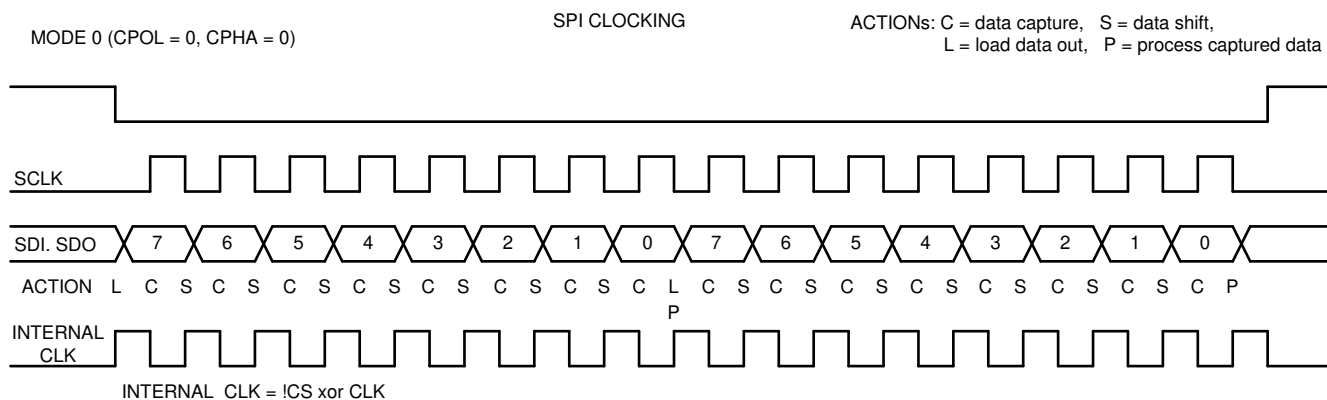 SPI CLOCKING
ACTIONs: C = data capture, S = data shift,
MODE 0 (CPOL = 0, CPHA = 0)
L = load data out, P = process captured data
SCLK
SDI. SDO 7 6 5 4 3 2 1 0 7 6 5 4 3 2 1 0
ACTION L C S C S C S C S C S C S C S C L C S C S C S C S C S C S C S C P
P
INTERNAL
CLK
INTERNAL CLK = !CS xor CLK